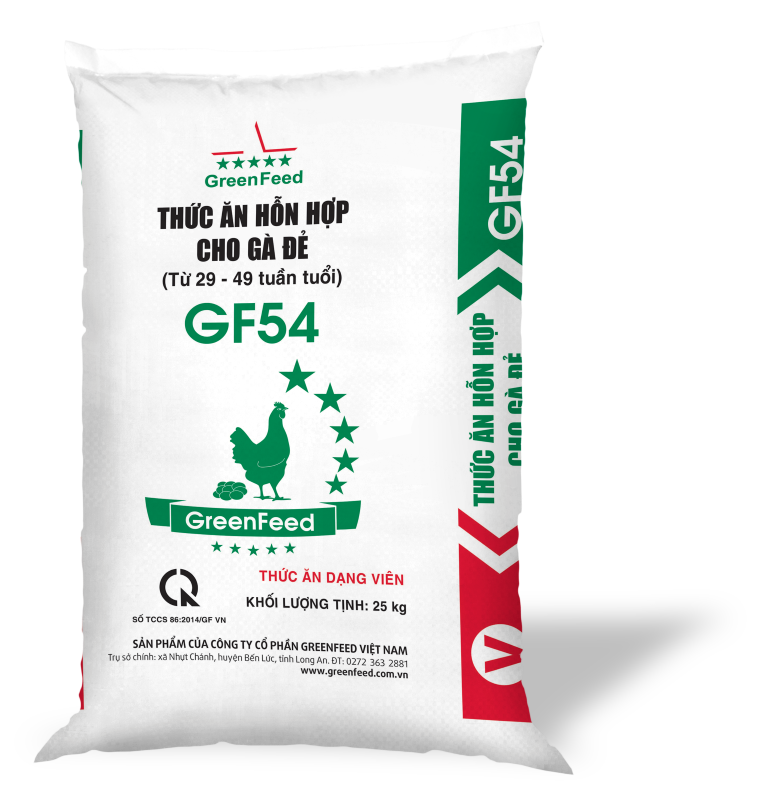 GreenFeed
THỨC ĂN HỖN HỢP
CHO GÀ ĐẺ
(Từ 29 - 49 tuần tuổi)
GF54
GreenFeed
THỨC ĂN DẠNG VIÊN
KHỐI LƯỢNG TỊNH: 25 kg
SỐ TCCS 86:2014/GF VN
SẢN PHẨM CỦA CÔNG TY CỔ PHẦN GREENFEED VIỆT NAM
Trụ sở chính: xã Nhựt Chánh, huyện Bến Lức, tỉnh Long An. ĐT: 0272 363 2881
www.greenfeed.com.vn
GF54
THỨC ĂN HỖN HỢP
CHO GÀ ĐẺ
V